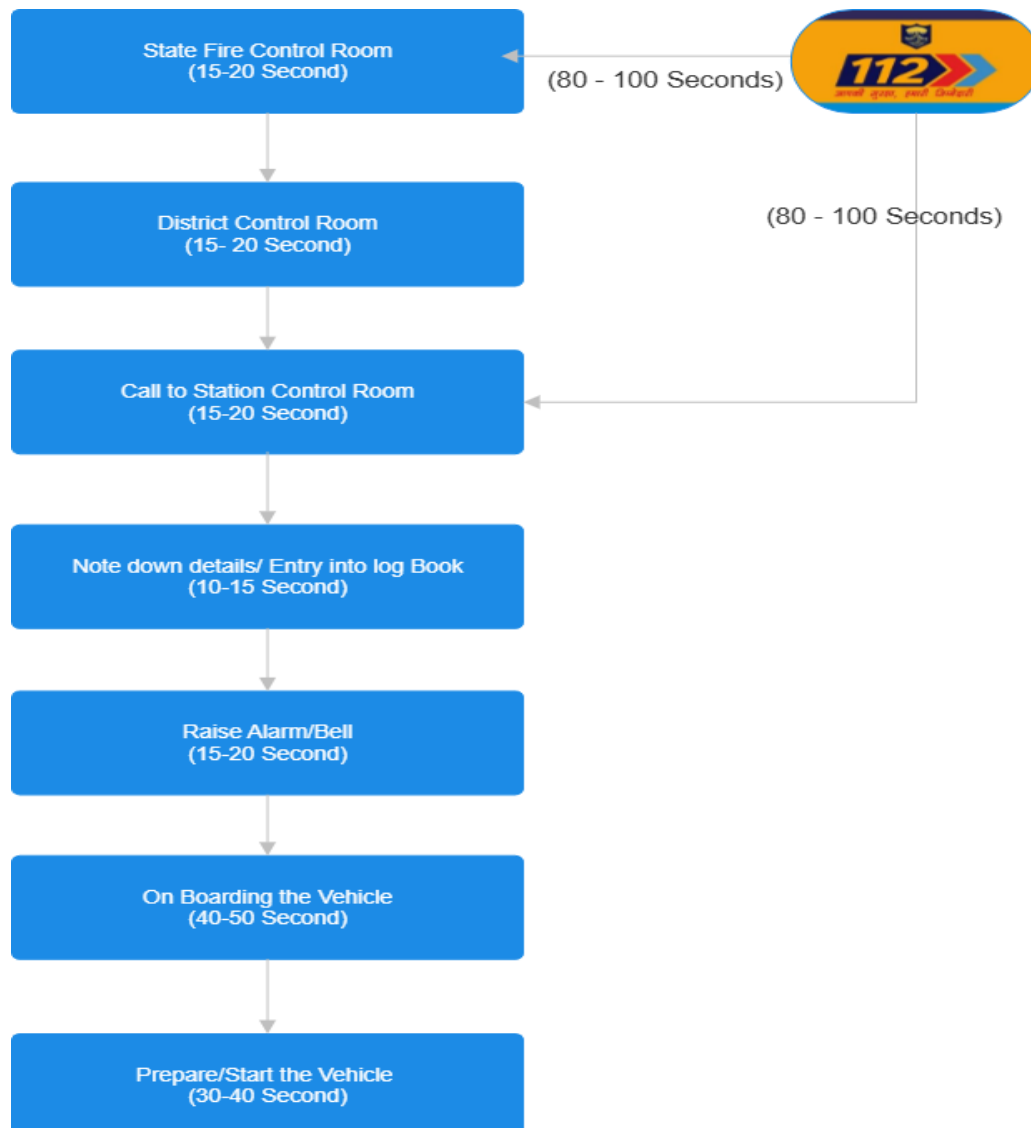 State Fire Control Room
(15-20 Second)
(80 - 100 Seconds)
112
आपकी सुरक्षा, हमारी जिम्मेदारी
District Control Room
(15- 20 Second)
(80 - 100 Seconds)
Call to Station Control Room
(15-20 Second)
Note down details/ Entry into log Book
(10-15 Second)
Raise Alarm/Bell
(15-20 Second)
On Boarding the Vehicle
(40-50 Second)
Prepare/Start the Vehicle
(30-40 Second)